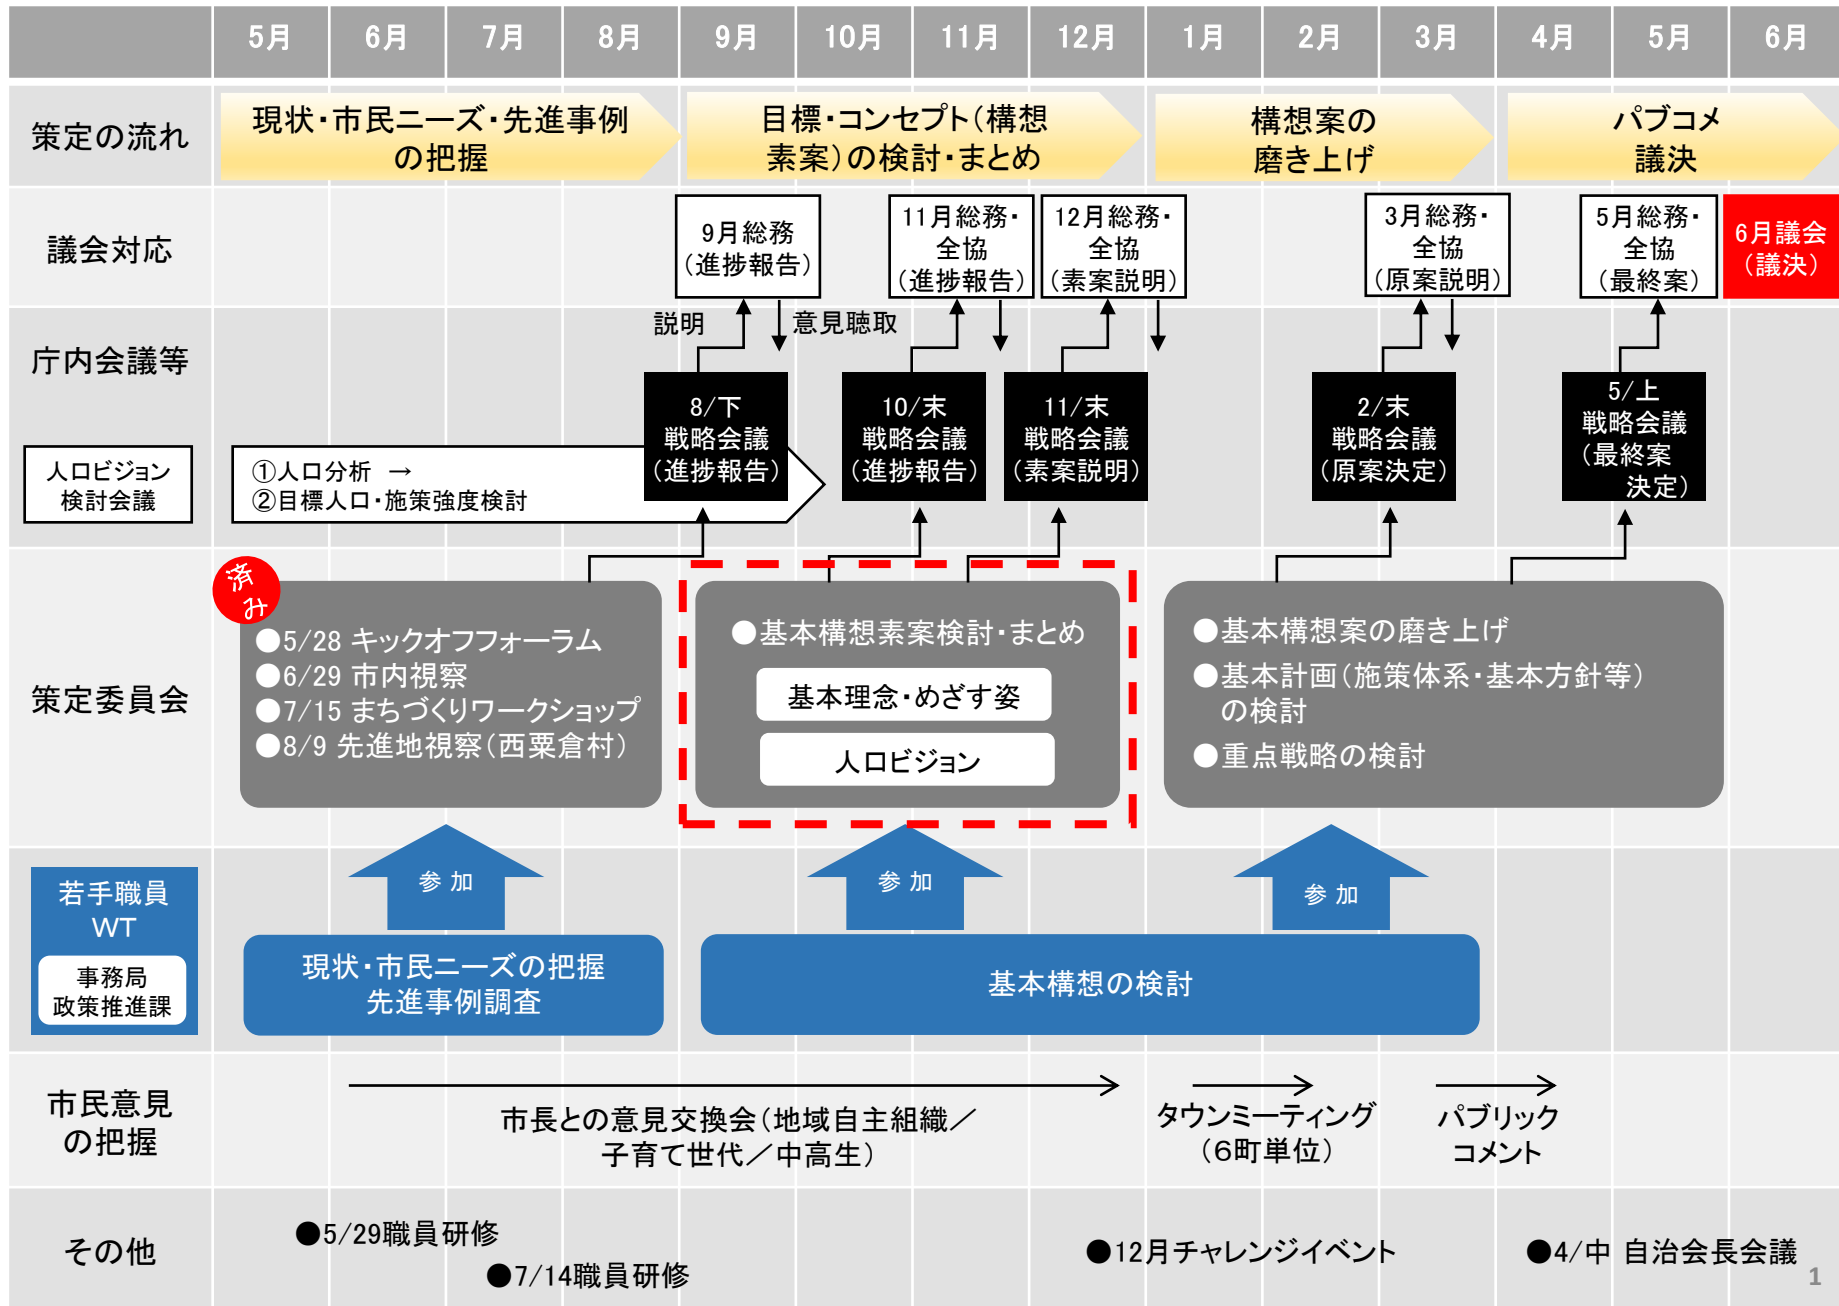 5月 6月 7月 8月 9月 10月 11月 12月 1月 2月 3月 4月 5月 6月
策定の流れ
現状・市民ニーズ・先進事例
の把握
目標・コンセプト（構想
素案）の検討・まとめ
構想案の
磨き上げ
パブコメ
議決
議会対応
9月総務
（進捗報告）
11月総務・
全協
（進捗報告）
12月総務・
全協
（素案説明）
3月総務・
全協
（原案説明）
5月総務・
全協
（最終案）
6月議会
（議決）
説明
意見聴取
庁内会議等
8/下
戦略会議
（進捗報告）
10/末
戦略会議
（進捗報告）
11/末
戦略会議
（素案説明）
2/末
戦略会議
（原案決定）
5/上
戦略会議
（最終案
決定）
人口ビジョン
検討会議
①人口分析 →
②目標人口・施策強度検討
策定委員会
済み
●5/28 キックオフフォーラム
●6/29 市内視察
●7/15 まちづくりワークショップ
●8/9 先進地視察（西粟倉村）
●基本構想素案検討・まとめ
基本理念・めざす姿
人口ビジョン
●基本構想案の磨き上げ
●基本計画（施策体系・基本方針等）
の検討
●重点戦略の検討
参加
参加
参加
若手職員
WT
事務局
政策推進課
現状・市民ニーズの把握
先進事例調査
基本構想の検討
市民意見
の把握
市長との意見交換会（地域自主組織／
子育て世代／中高生）
タウンミーティング
（6町単位）
パブリック
コメント
その他
●5/29職員研修
●7/14職員研修
●12月チャレンジイベント
●4/中 自治会長会議
1